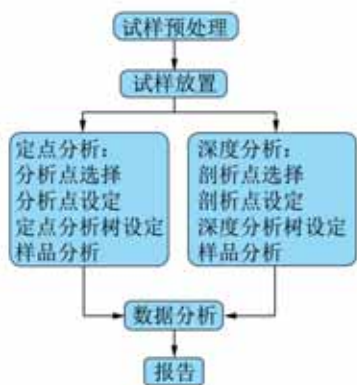 试样预处理
试样放置
定点分析：
分析点选择
分析点设定
定点分析树设定
样品分析
深度分析：
剖析点选择
剖析点设定
深度分析树设定
样品分析
数据分析
报告